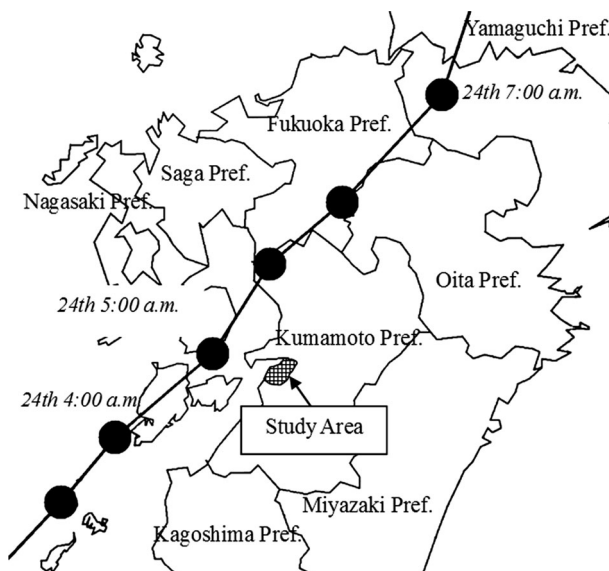 Yamaguchi Pref.
24th 7:00 a.m.
Fukuoka Pref.
Saga Pref.
Nagasaki Pref.
Oita Pref.
24th 5:00 a.m.
Kumamoto Pref.
24th 4:00 a.m
Study Area
Miyazaki Pref.
Kagoshima Pref.